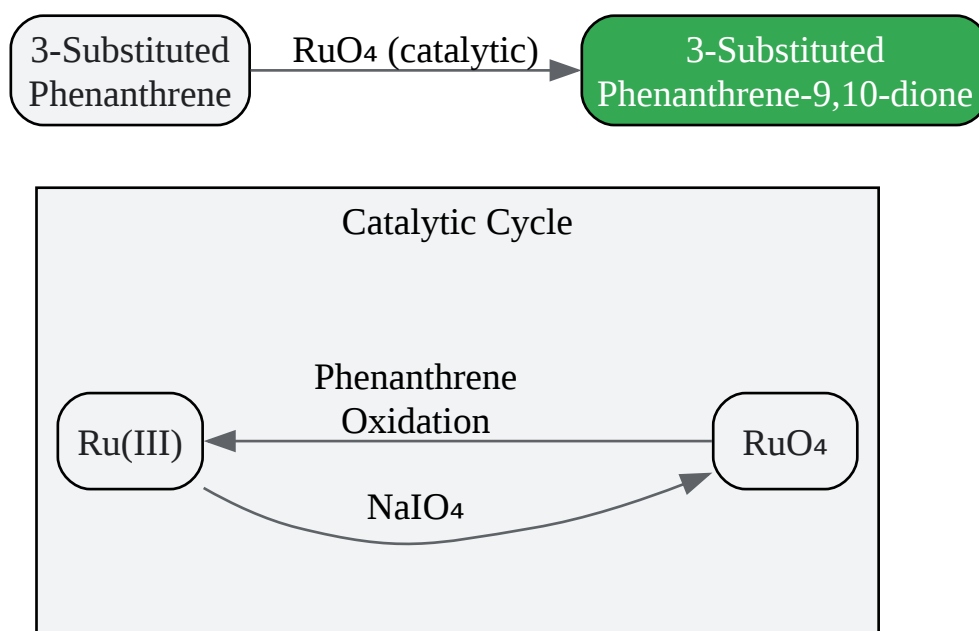 3-Substituted
Phenanthrene
RuO₄ (catalytic)
3-Substituted
Phenanthrene-9,10-dione
Catalytic Cycle
Phenanthrene
Oxidation
Ru(III)
RuO₄
NaIO₄